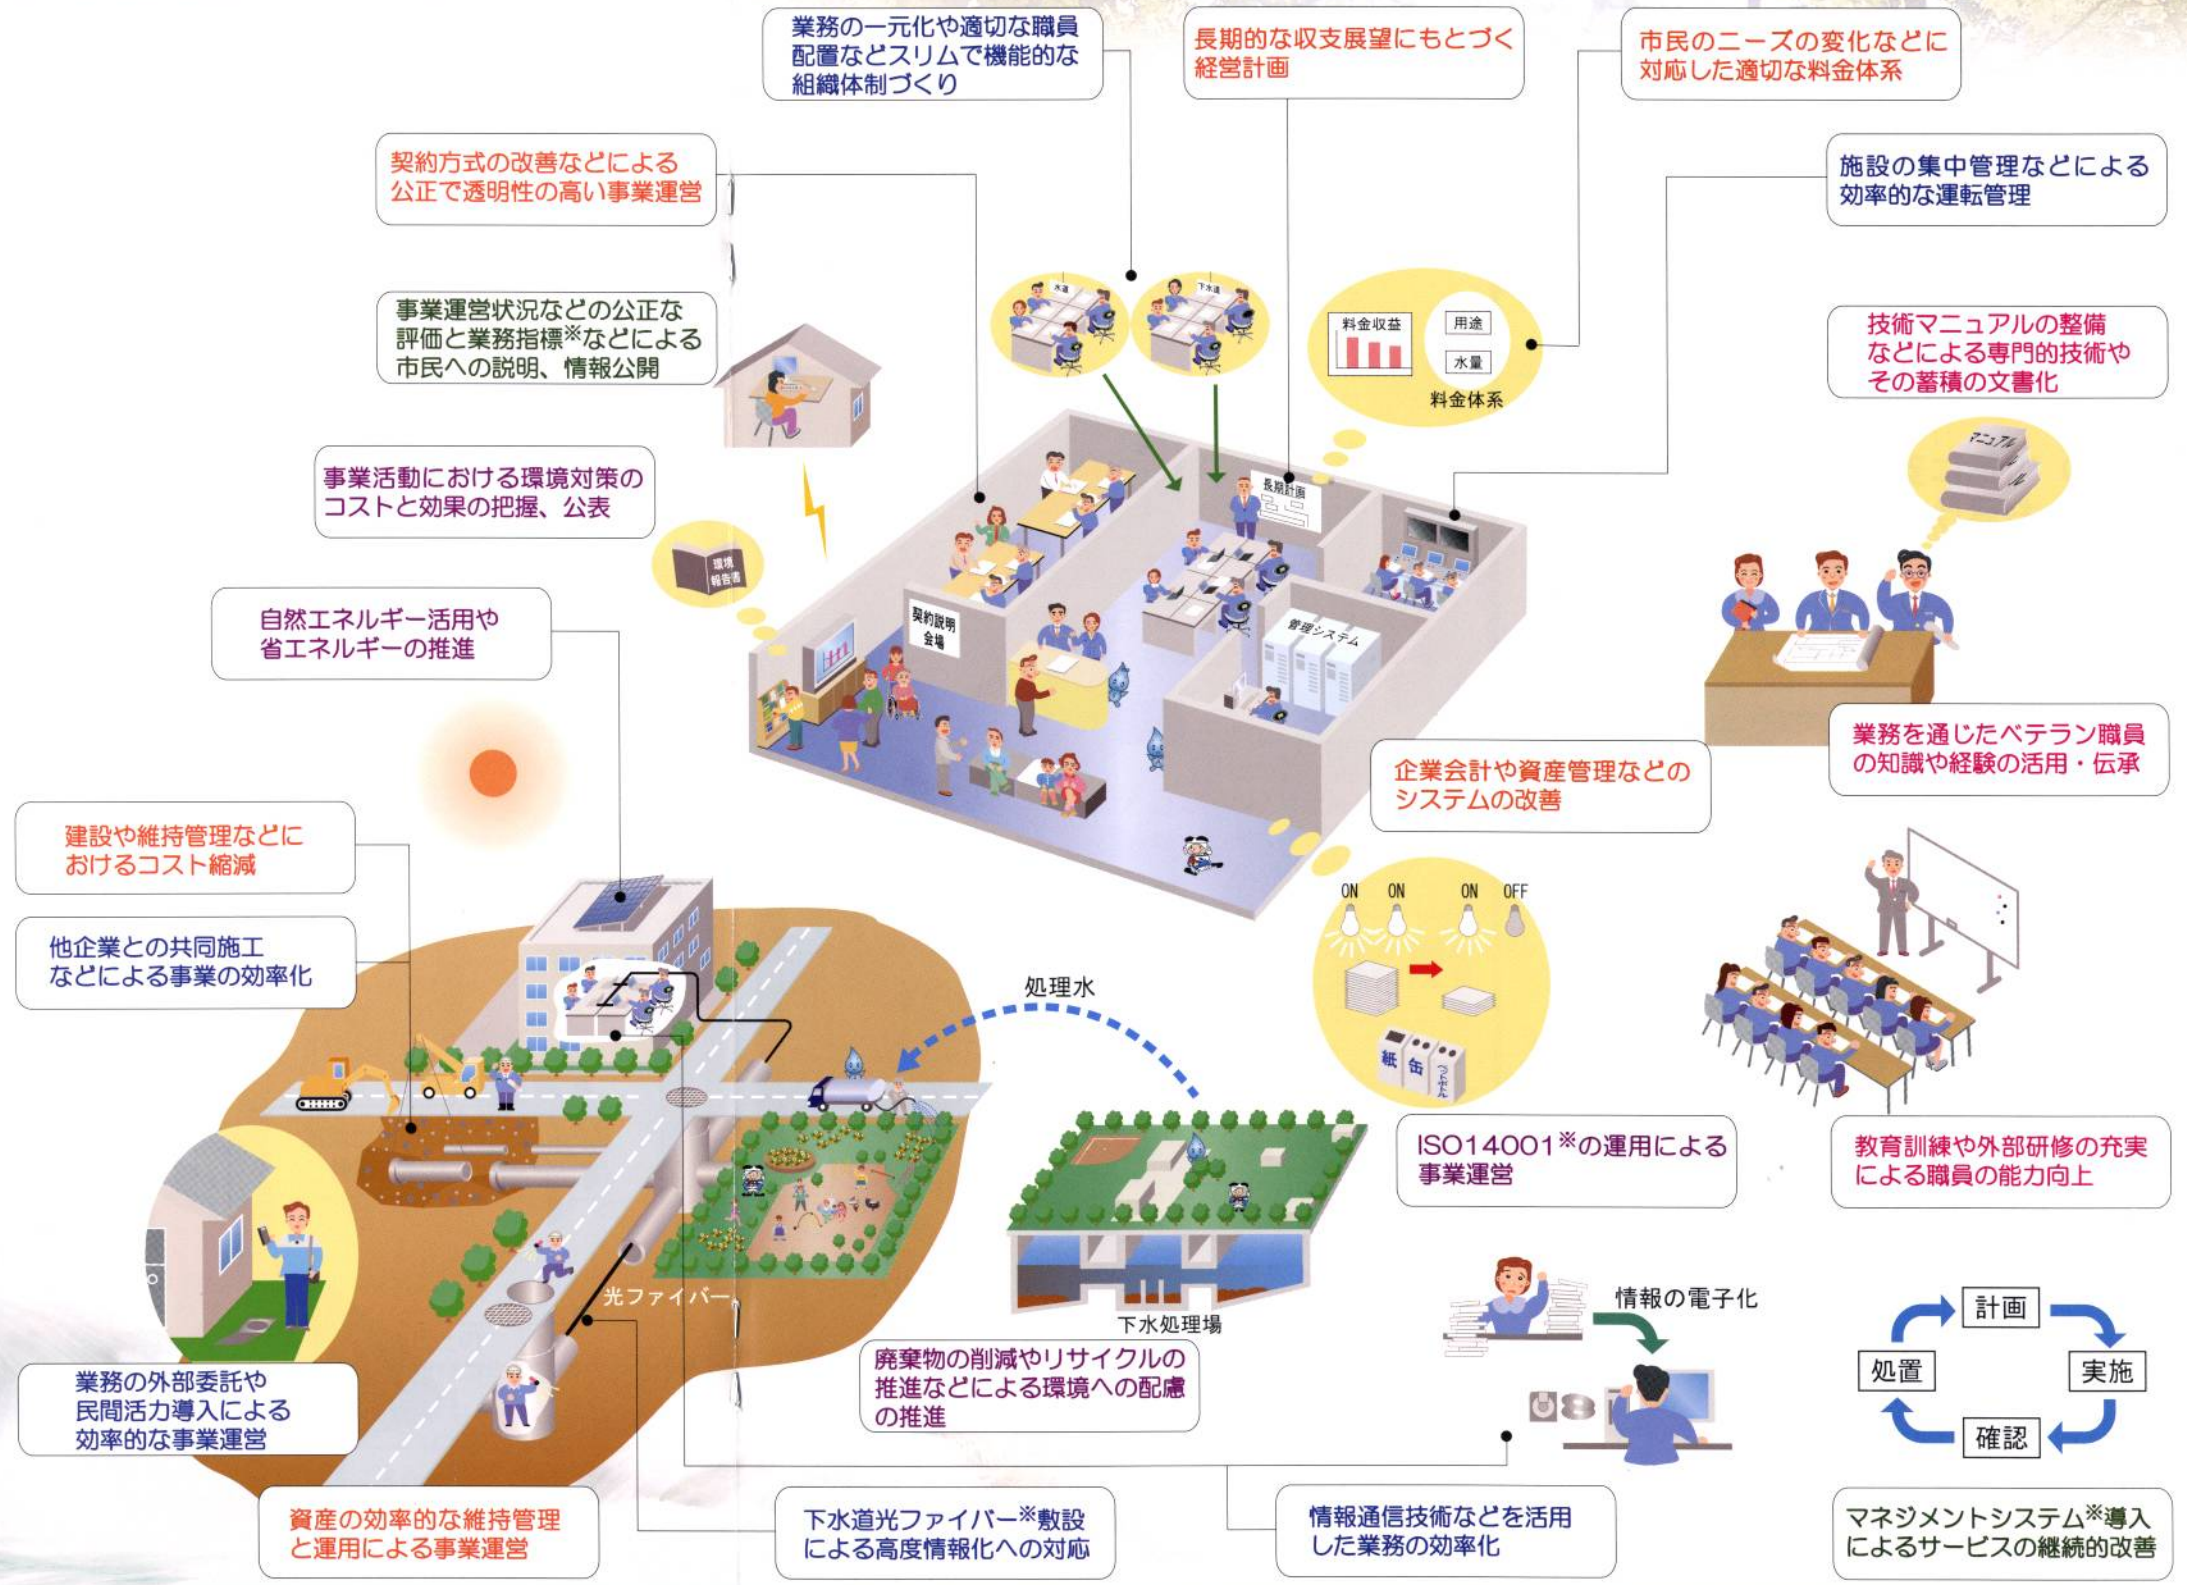 業務の一元化や適切な職員
配置などスリムで機能的な
組織体制づくり
長期的な収支展望にもとづく
経営計画
市民のニーズの変化などに
対応した適切な料金体系
契約方式の改善などによる
公正で透明性の高い事業運営
施設の集中管理などによる
効率的な運転管理
事業運営状況などの公正な
評価と業務指標※などによる
市民への説明、情報公開
水道
下水道
料金収益
用途
水量
料金体系
技術マニュアルの整備
などによる専門的技術や
その蓄積の文書化
マニュアル
事業活動における環境対策の
コストと効果の把握、公表
環境
報告書
長期計画
契約説明
会場
管理システム
自然エネルギー活用や
省エネルギーの推進
業務を通じたベテラン職員
の知識や経験の活用・伝承
企業会計や資産管理などの
システムの改善
建設や維持管理などに
おけるコスト縮減
他企業との共同施工
などによる事業の効率化
ON ON ON OFF
紙
缶
ペットボトル
処理水
ISO14001※の運用による
事業運営
教育訓練や外部研修の充実
による職員の能力向上
光ファイバー
下水処理場
情報の電子化
計画
実施
確認
処置
業務の外部委託や
民間活力導入による
効率的な事業運営
廃棄物の削減やリサイクルの
推進などによる環境への配慮
の推進
資産の効率的な維持管理
と運用による事業運営
下水道光ファイバー※敷設
による高度情報化への対応
情報通信技術などを活用
した業務の効率化
マネジメントシステム※導入
によるサービスの継続的改善